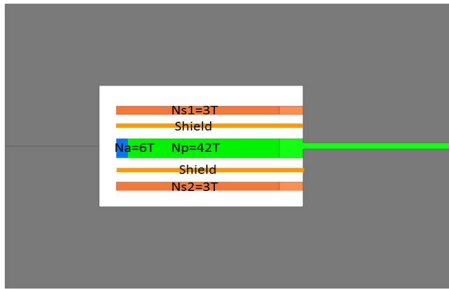 Ns1=3T
Shield
Na=6T Np=42T
Shield
Ns2=3T